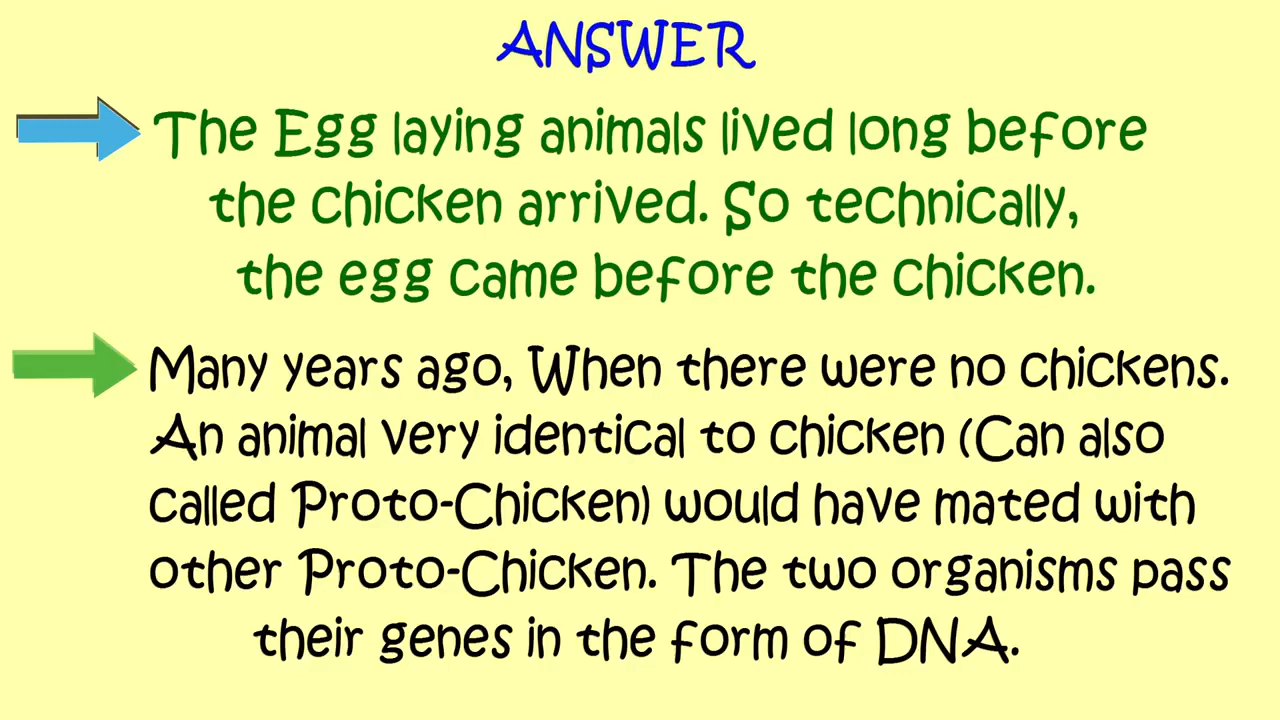 ANSWER
The Egg laying animals lived long before
the chicken arrived. So technically,
the egg came before the chicken.
Many years ago, When there were no chickens.
An animal very identical to chicken (Can also
called Proto-Chicken) would have mated with
other Proto-Chicken. The two organisms pass
their genes in the form of DNA.